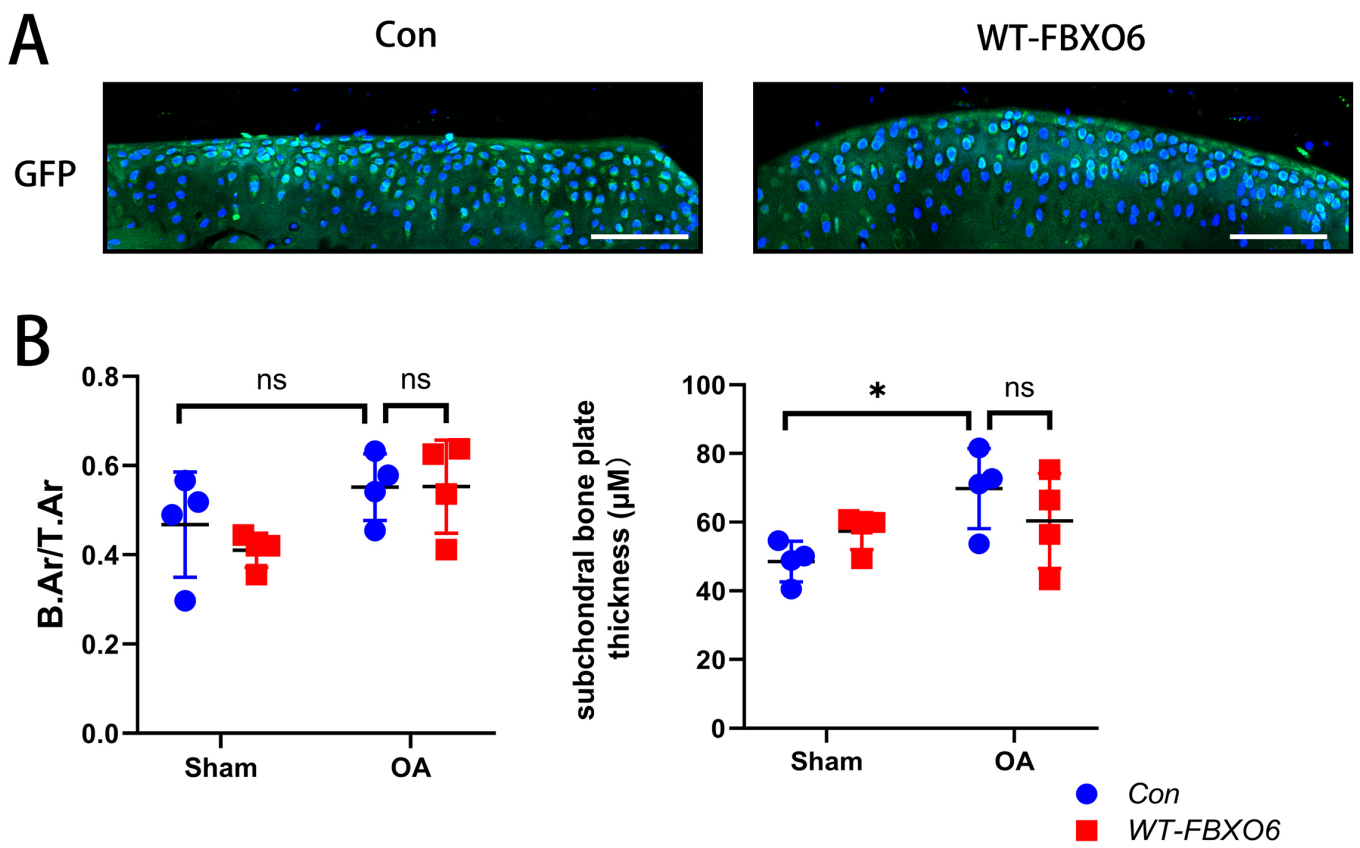 A
Con
WT-FBXO6
GFP
B
B.Ar/T.Ar
0.8
0.6
0.4
0.2
0.0
ns
ns
Sham
OA
subchondral bone plate
thickness (μM）
100
80
60
40
20
0
*
ns
Sham
OA
Con
WT-FBXO6